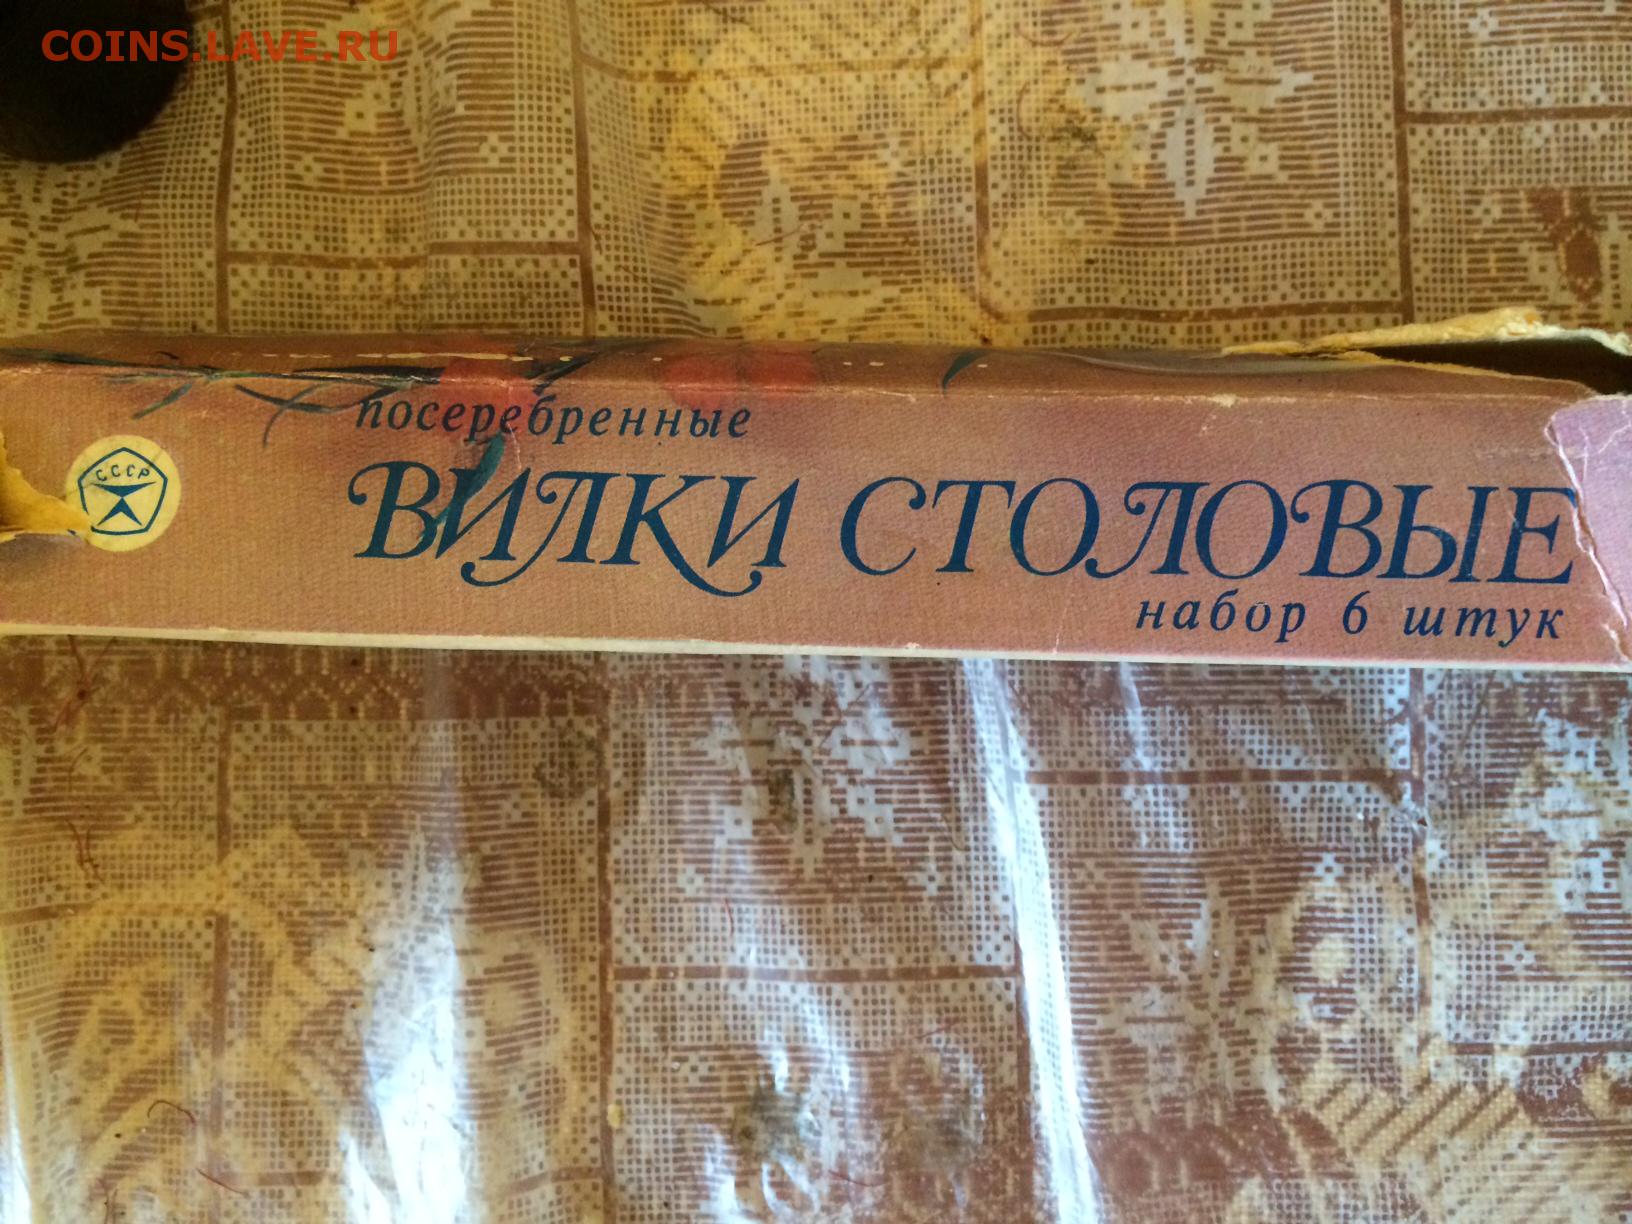 COINS.LAVE.RU
посеребренные
СССР
ВИЛКИ СТОЛОВЫЕ
набор 6 штук